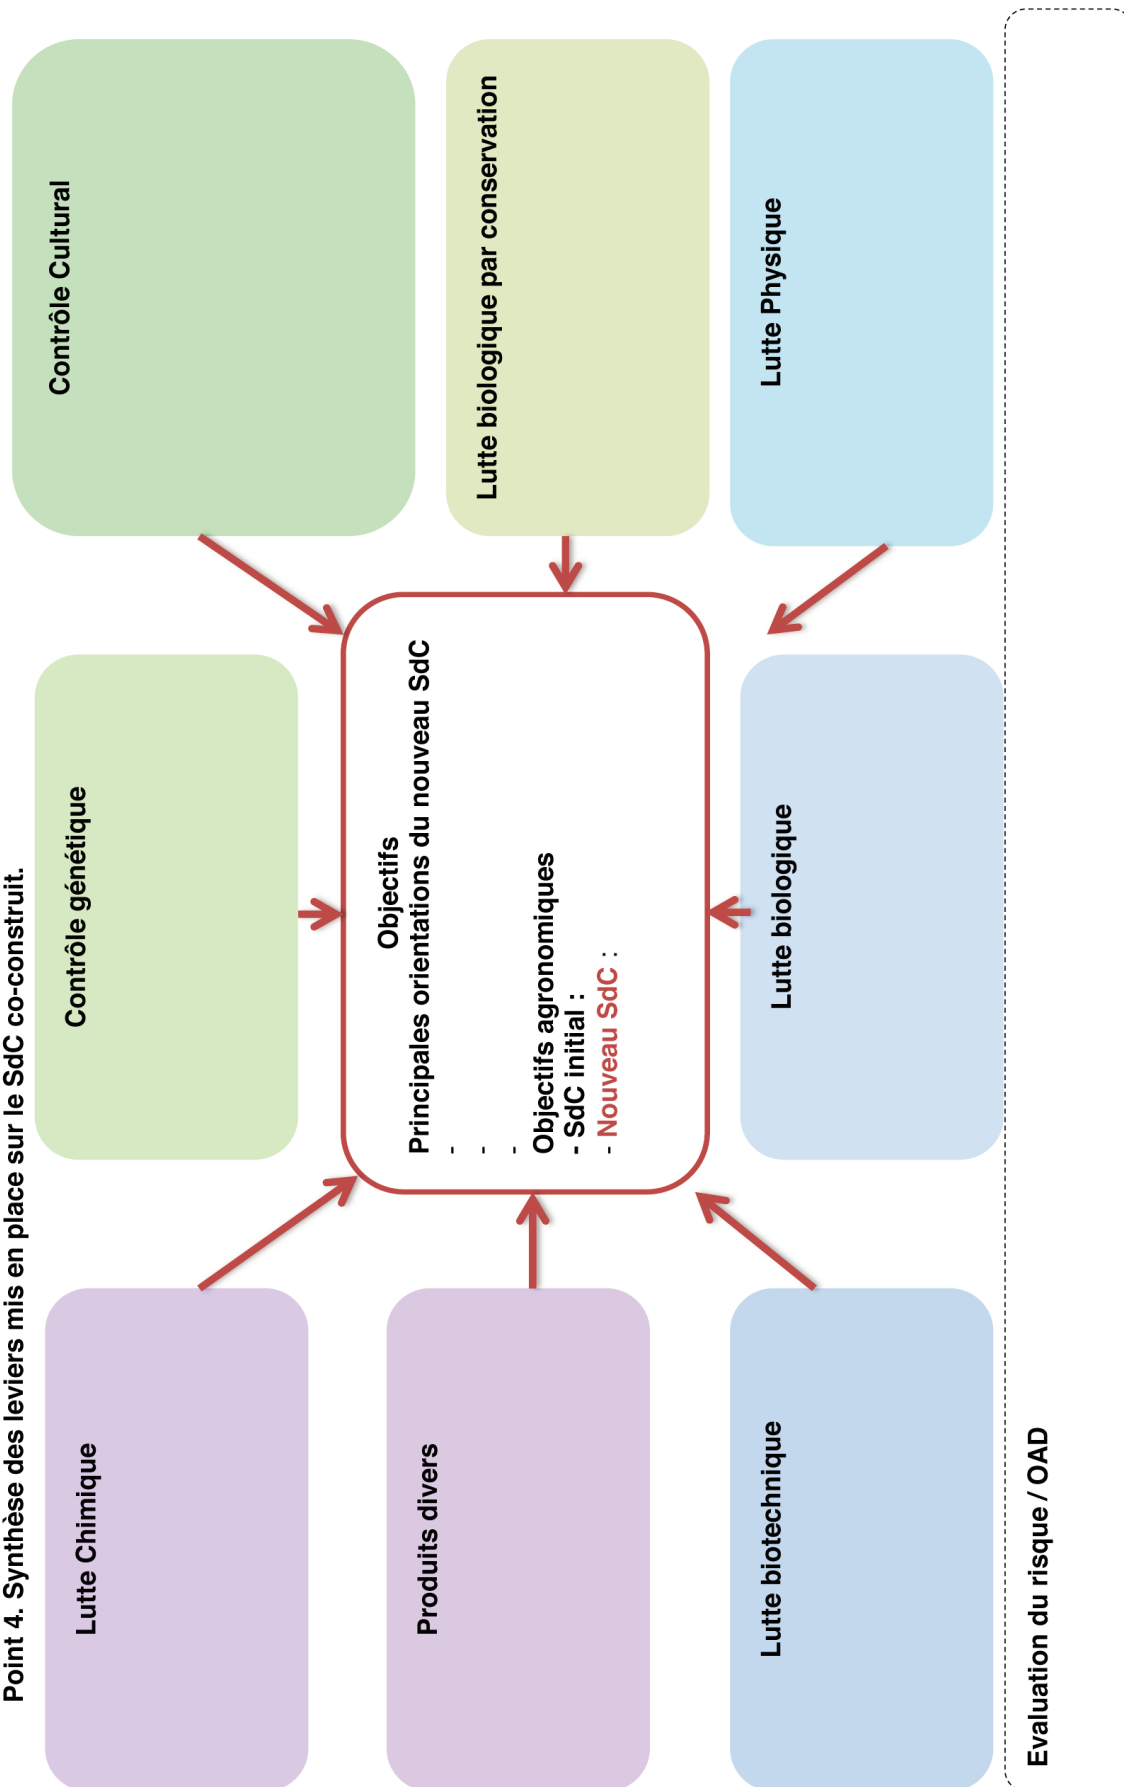 Point 4. Synthèse des leviers mis en place sur le SdC co-construit.
Lutte Chimique
Contrôle génétique
Contrôle Cultural
Produits divers
Objectifs
Principales orientations du nouveau SdC
-
-
-
Objectifs agronomiques
- SdC initial :
- Nouveau SdC :
Lutte biologique par conservation
Lutte biotechnique
Lutte biologique
Lutte Physique
Evaluation du risque / OAD